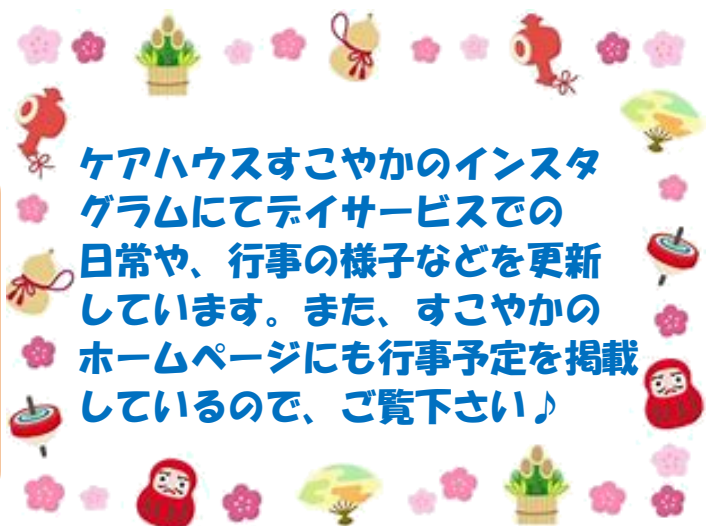 ケアハウスすこやかのインスタ
グラムにてデイサービスでの
日常や、行事の様子などを更新
しています。また、すこやかの
ホームページにも行事予定を掲載
しているので、ご覧下さい♪